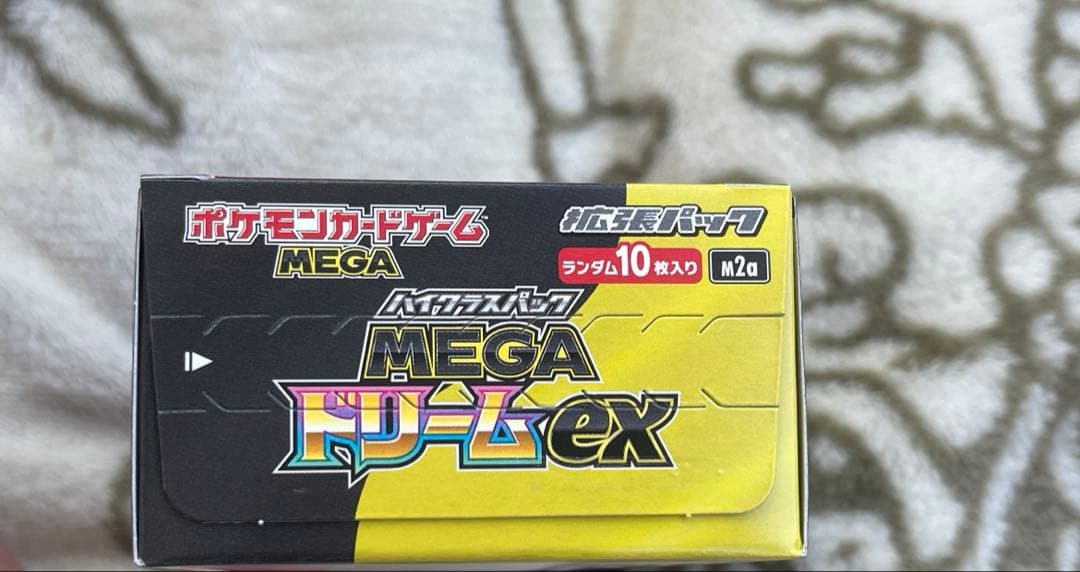 ポケモンカードゲーム
MEGA
拡張パック
ランダム10枚入り
M2a
ハイクラスパック
MEGA
ドリームex